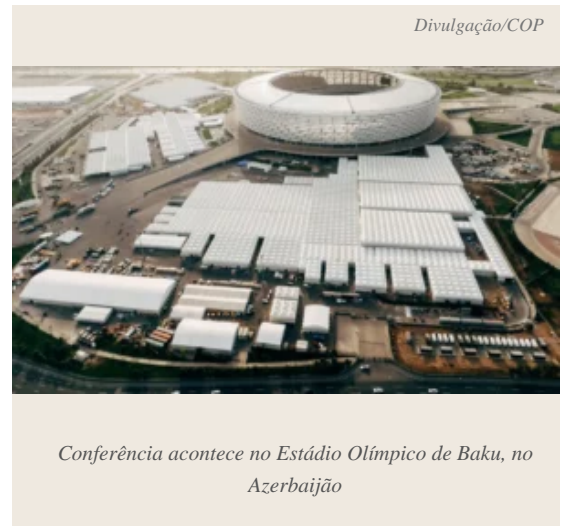 Divulgação/COP
Conferência acontece no Estádio Olímpico de Baku, no
Azerbaijão